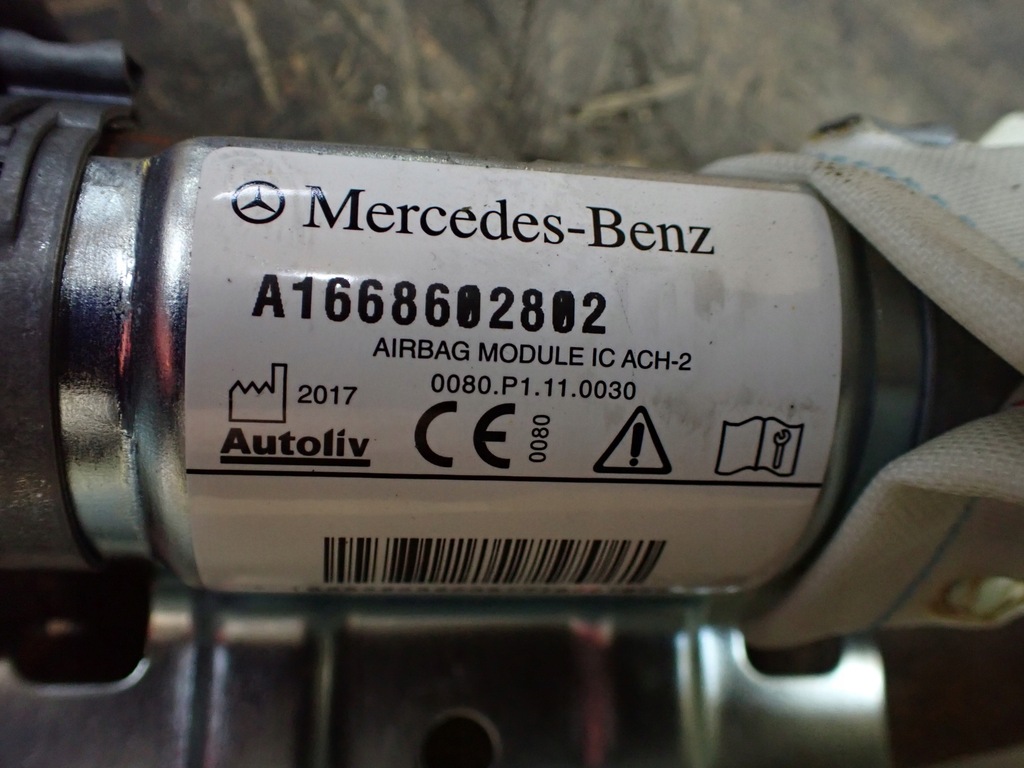 Mercedes-Benz
A1668602802
AIRBAG MODULE IC ACH-2
0080.P1.11.0030
2017
Autoliv
CE 0080